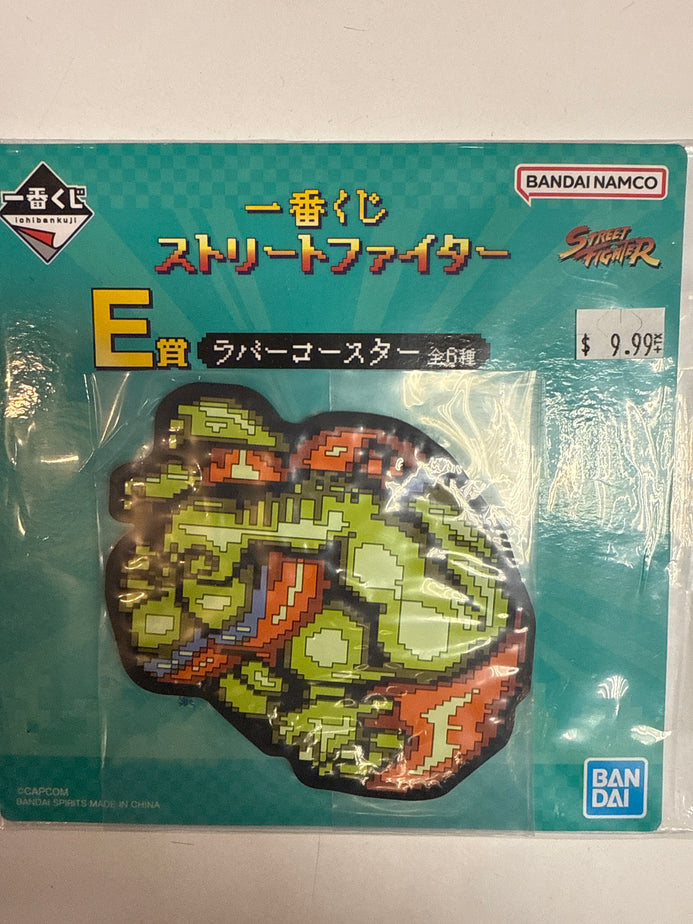 一番くじ
ichibankuji
BANDAI NAMCO
一番くじ
ストリートファイター
STREET
FIGHTER
E賞
ラバーコースター 全6種
$ 9.99
©CAPCOM
BANDAI SPIRITS MADE IN CHINA
BAN
DAI